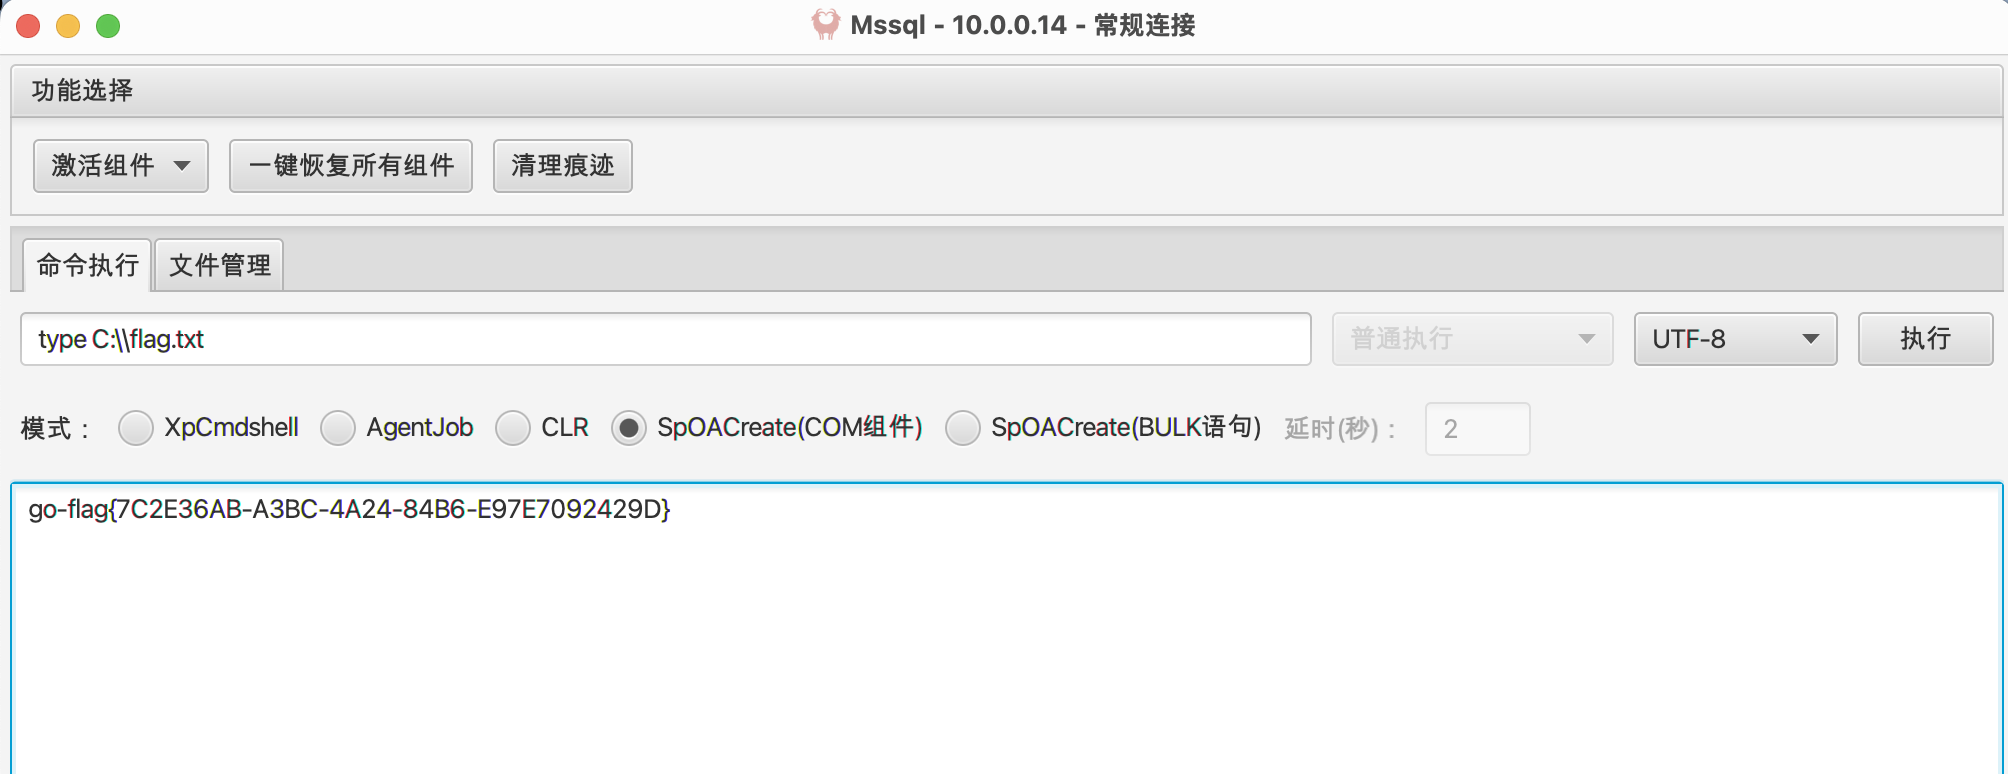 Mssql - 10.0.0.14 - 常规连接
功能选择
激活组件 一键恢复所有组件 清理痕迹
命令执行 文件管理
type C:\\flag.txt 普通执行 UTF-8 执行
模式： XpCmdshell AgentJob CLR SpOACreate(COM组件) SpOACreate(BULK语句) 延时(秒)： 2
go-flag{7C2E36AB-A3BC-4A24-84B6-E97E7092429D}